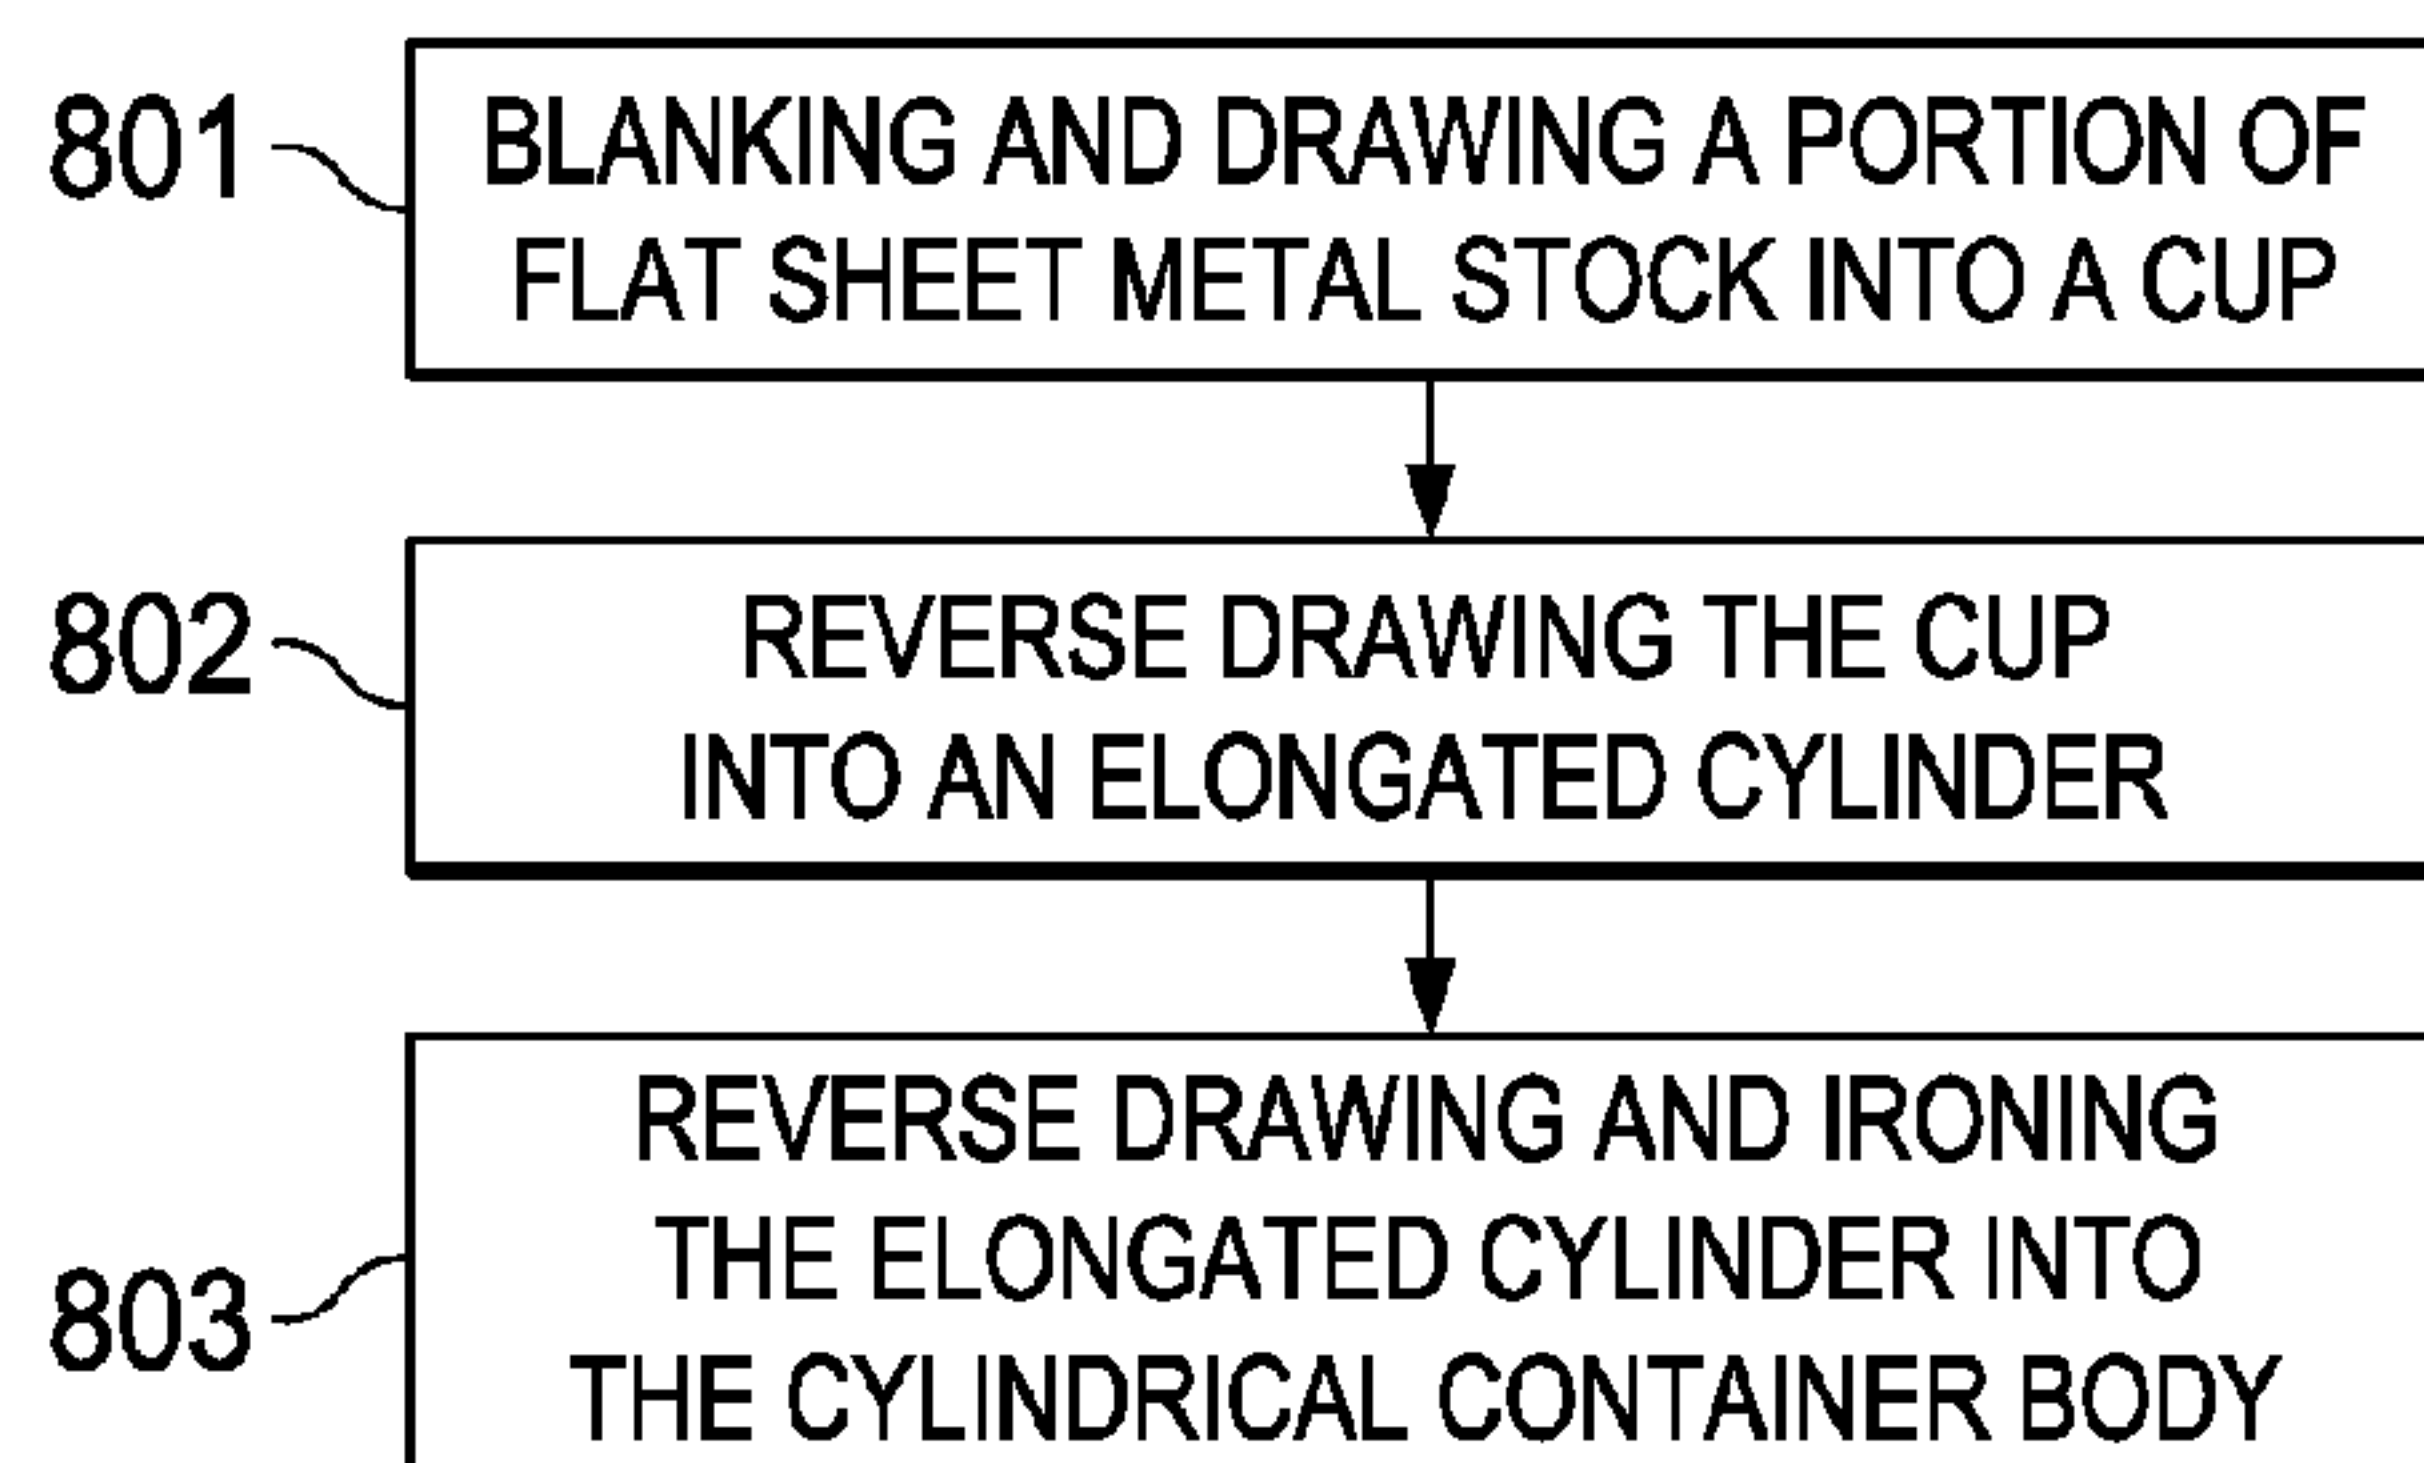 801
BLANKING AND DRAWING A PORTION OF
FLAT SHEET METAL STOCK INTO A CUP
802
REVERSE DRAWING THE CUP
INTO AN ELONGATED CYLINDER
803
REVERSE DRAWING AND IRONING
THE ELONGATED CYLINDER INTO
THE CYLINDRICAL CONTAINER BODY